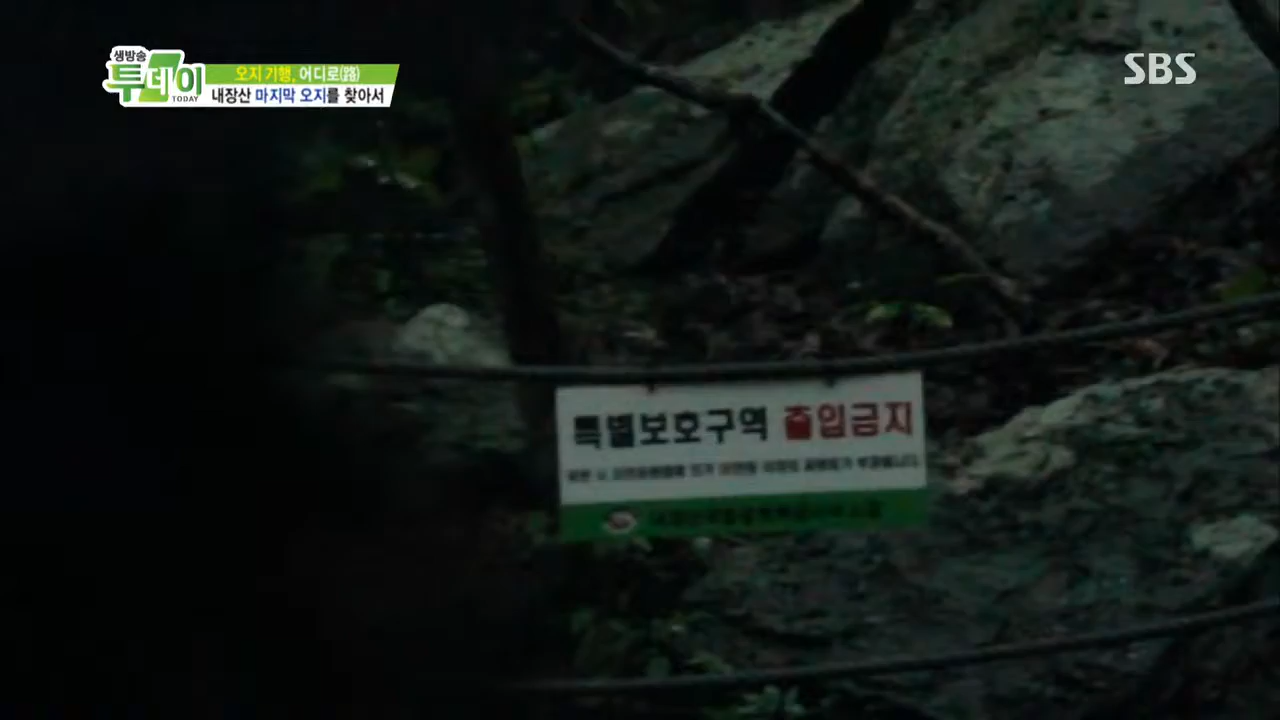 생방송
투데이
TODAY
오지 기행, 어디로(路)
내장산 마지막 오지를 찾아서
SBS
특별보호구역 출입금지